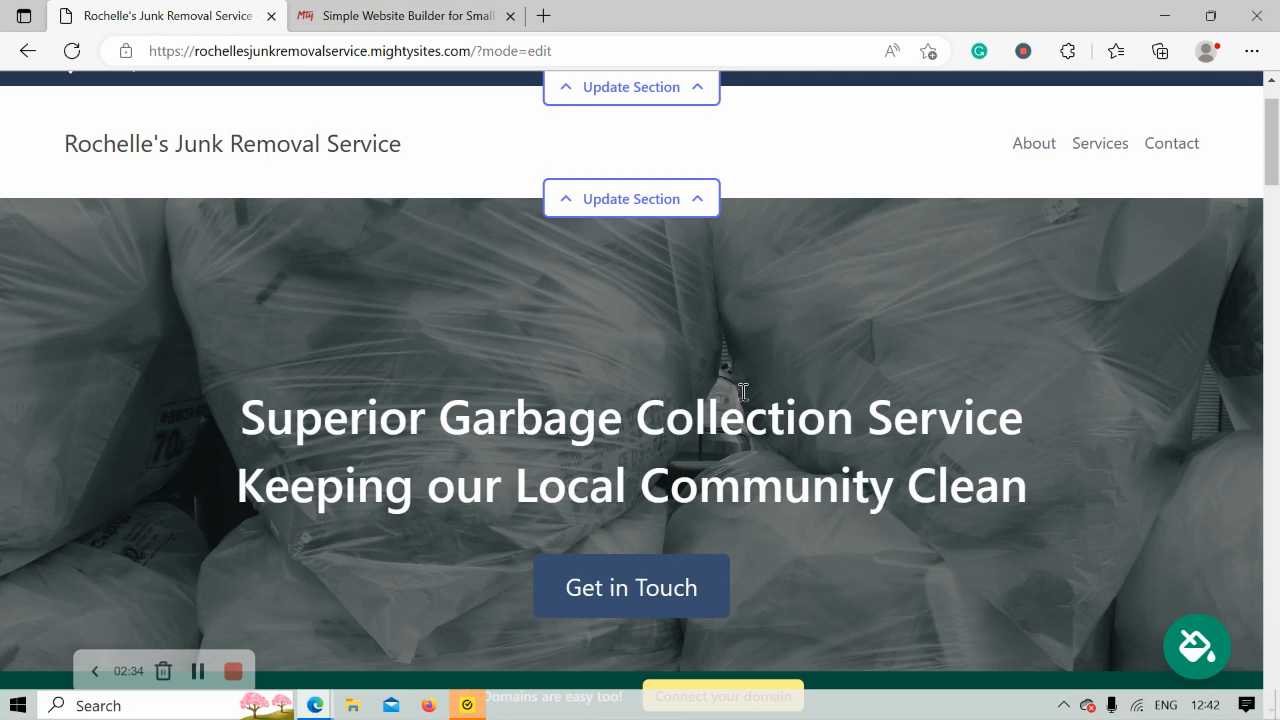 Rochelle's Junk Removal Service
Simple Website Builder for Small
https://rochellesjunkremovalservice.mightysites.com/?mode=edit
Update Section
Rochelle's Junk Removal Service
About Services Contact
Update Section
Superior Garbage Collection Service
Keeping our Local Community Clean
Get in Touch
02:34
Domains are easy too! Connect your domain
Search
ENG 12:42